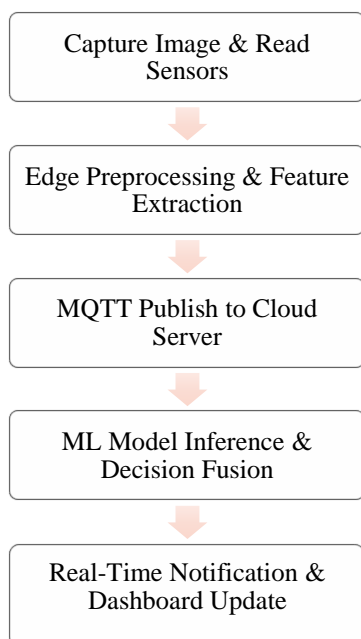 Capture Image & Read
Sensors
Edge Preprocessing & Feature
Extraction
MQTT Publish to Cloud
Server
ML Model Inference &
Decision Fusion
Real-Time Notification &
Dashboard Update